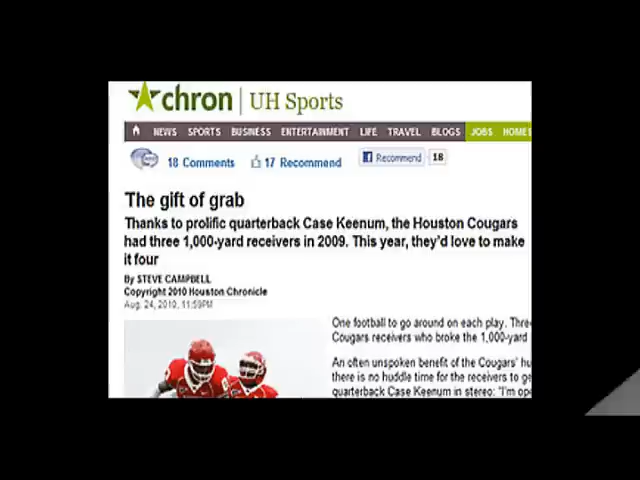 chron | UH Sports
NEWS SPORTS BUSINESS ENTERTAINMENT LIFE TRAVEL BLOGS JOBS HOMES
18 Comments 17 Recommend Recommend 18
The gift of grab
Thanks to prolific quarterback Case Keenum, the Houston Cougars
had three 1,000-yard receivers in 2009. This year, they'd love to make
it four
By STEVE CAMPBELL
Copyright 2010 Houston Chronicle
Aug. 24, 2010, 11:59PM
One football to go around on each play. Three
Cougars receivers who broke the 1,000-yard
An often unspoken benefit of the Cougars' hu
there is no huddle time for the receivers to ge
quarterback Case Keenum in stereo: "I'm ope